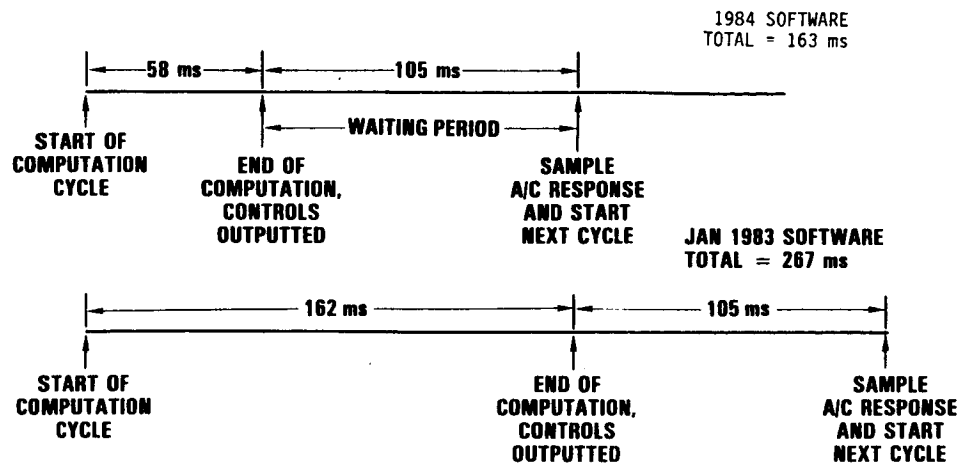 1984 SOFTWARE
TOTAL = 163 ms
58 ms
105 ms
WAITING PERIOD
START OF
COMPUTATION
CYCLE
END OF
COMPUTATION,
CONTROLS
OUTPUTTED
SAMPLE
A/C RESPONSE
AND START
NEXT CYCLE
JAN 1983 SOFTWARE
TOTAL = 267 ms
162 ms
105 ms
START OF
COMPUTATION
CYCLE
END OF
COMPUTATION,
CONTROLS
OUTPUTTED
SAMPLE
A/C RESPONSE
AND START
NEXT CYCLE